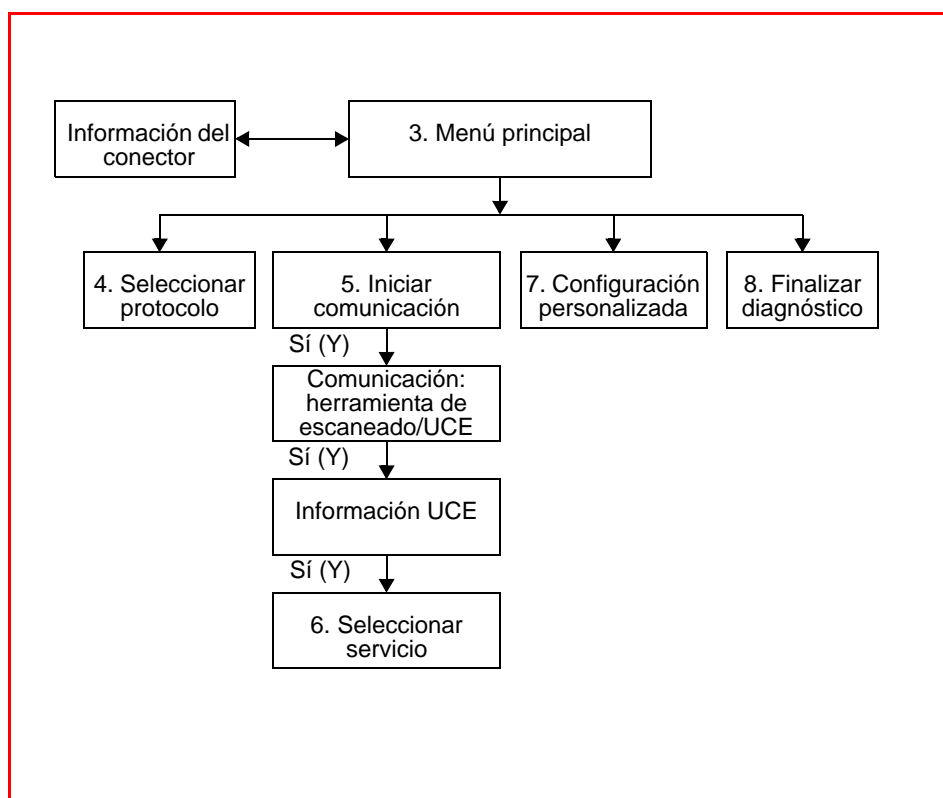 Información del
conector
3. Menú principal
4. Seleccionar
protocolo
5. Iniciar
comunicación
7. Configuración
personalizada
8. Finalizar
diagnóstico
Sí (Y)
Comunicación:
herramienta de
escaneado/UCE
Sí (Y)
Información UCE
Sí (Y)
6. Seleccionar
servicio